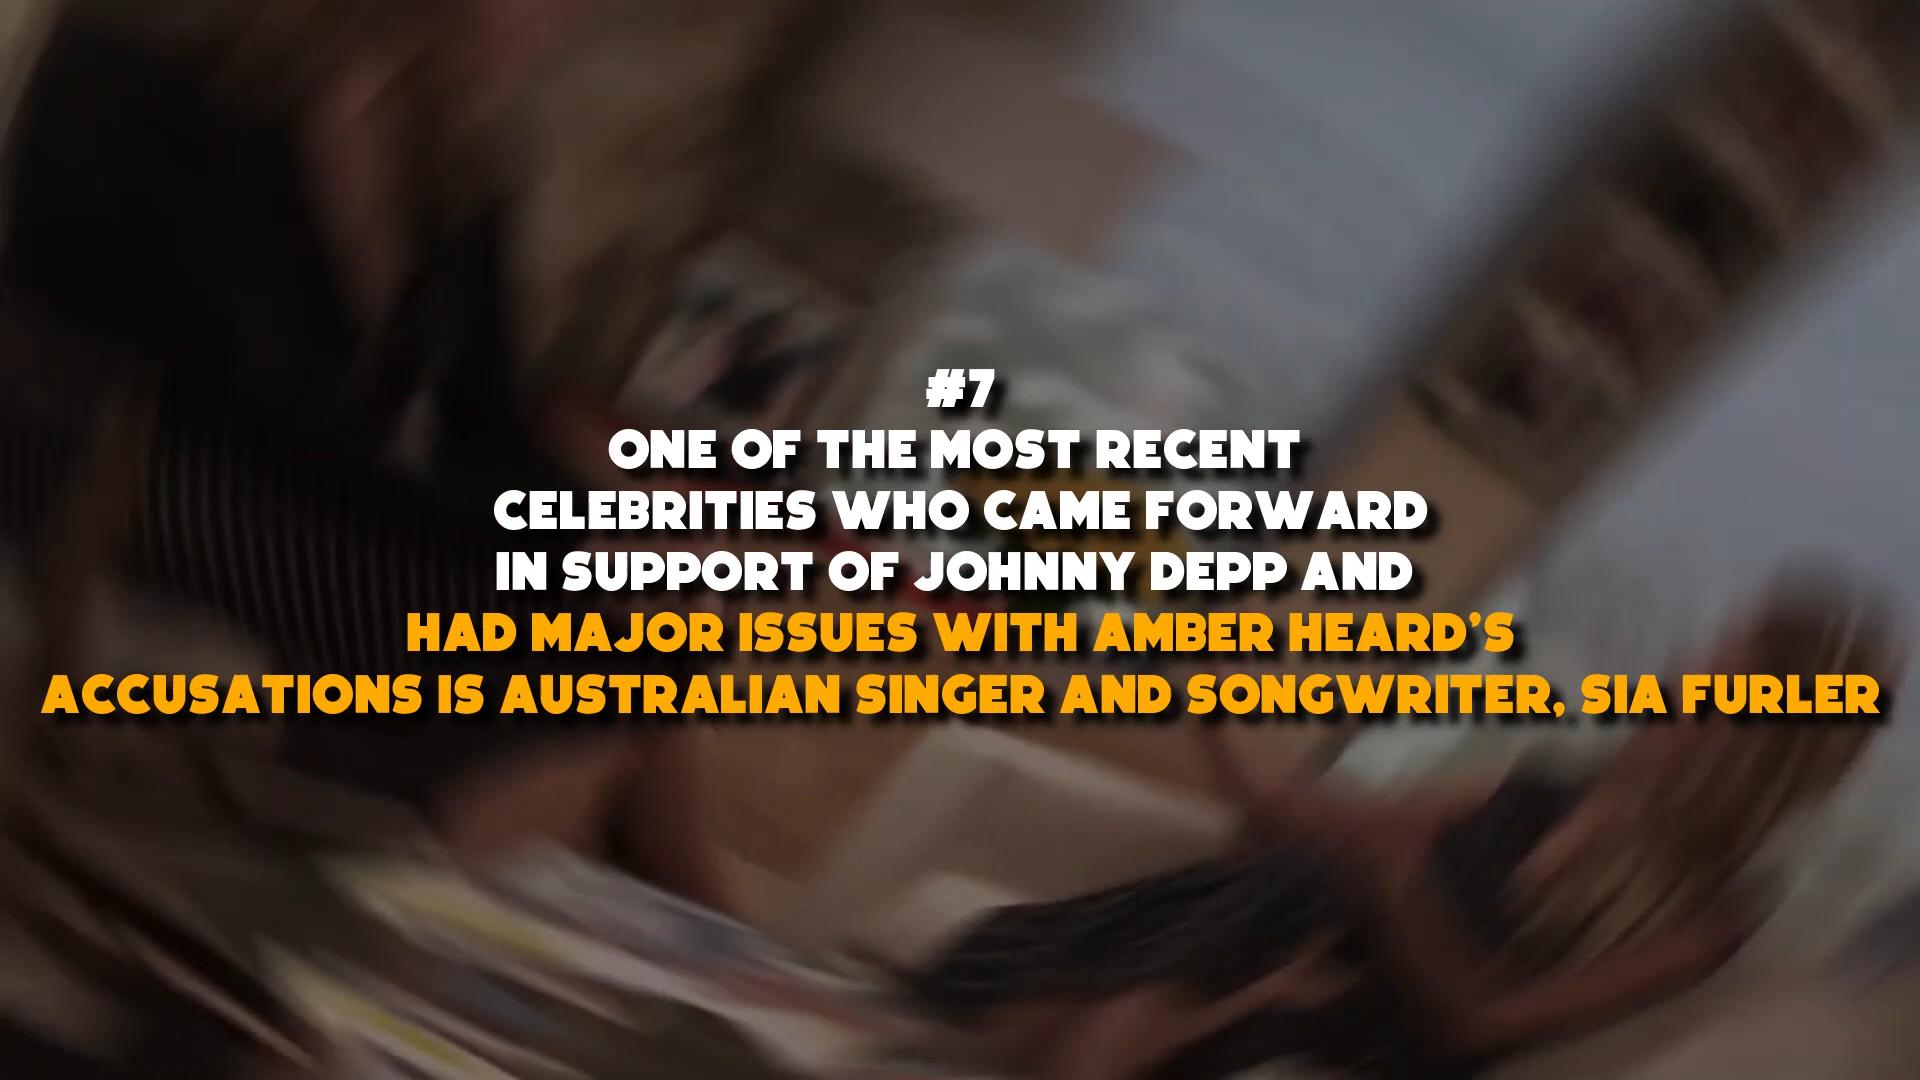 #7
ONE OF THE MOST RECENT
CELEBRITIES WHO CAME FORWARD
IN SUPPORT OF JOHNNY DEPP AND
HAD MAJOR ISSUES WITH AMBER HEARD'S
ACCUSATIONS IS AUSTRALIAN SINGER AND SONGWRITER, SIA FURLER